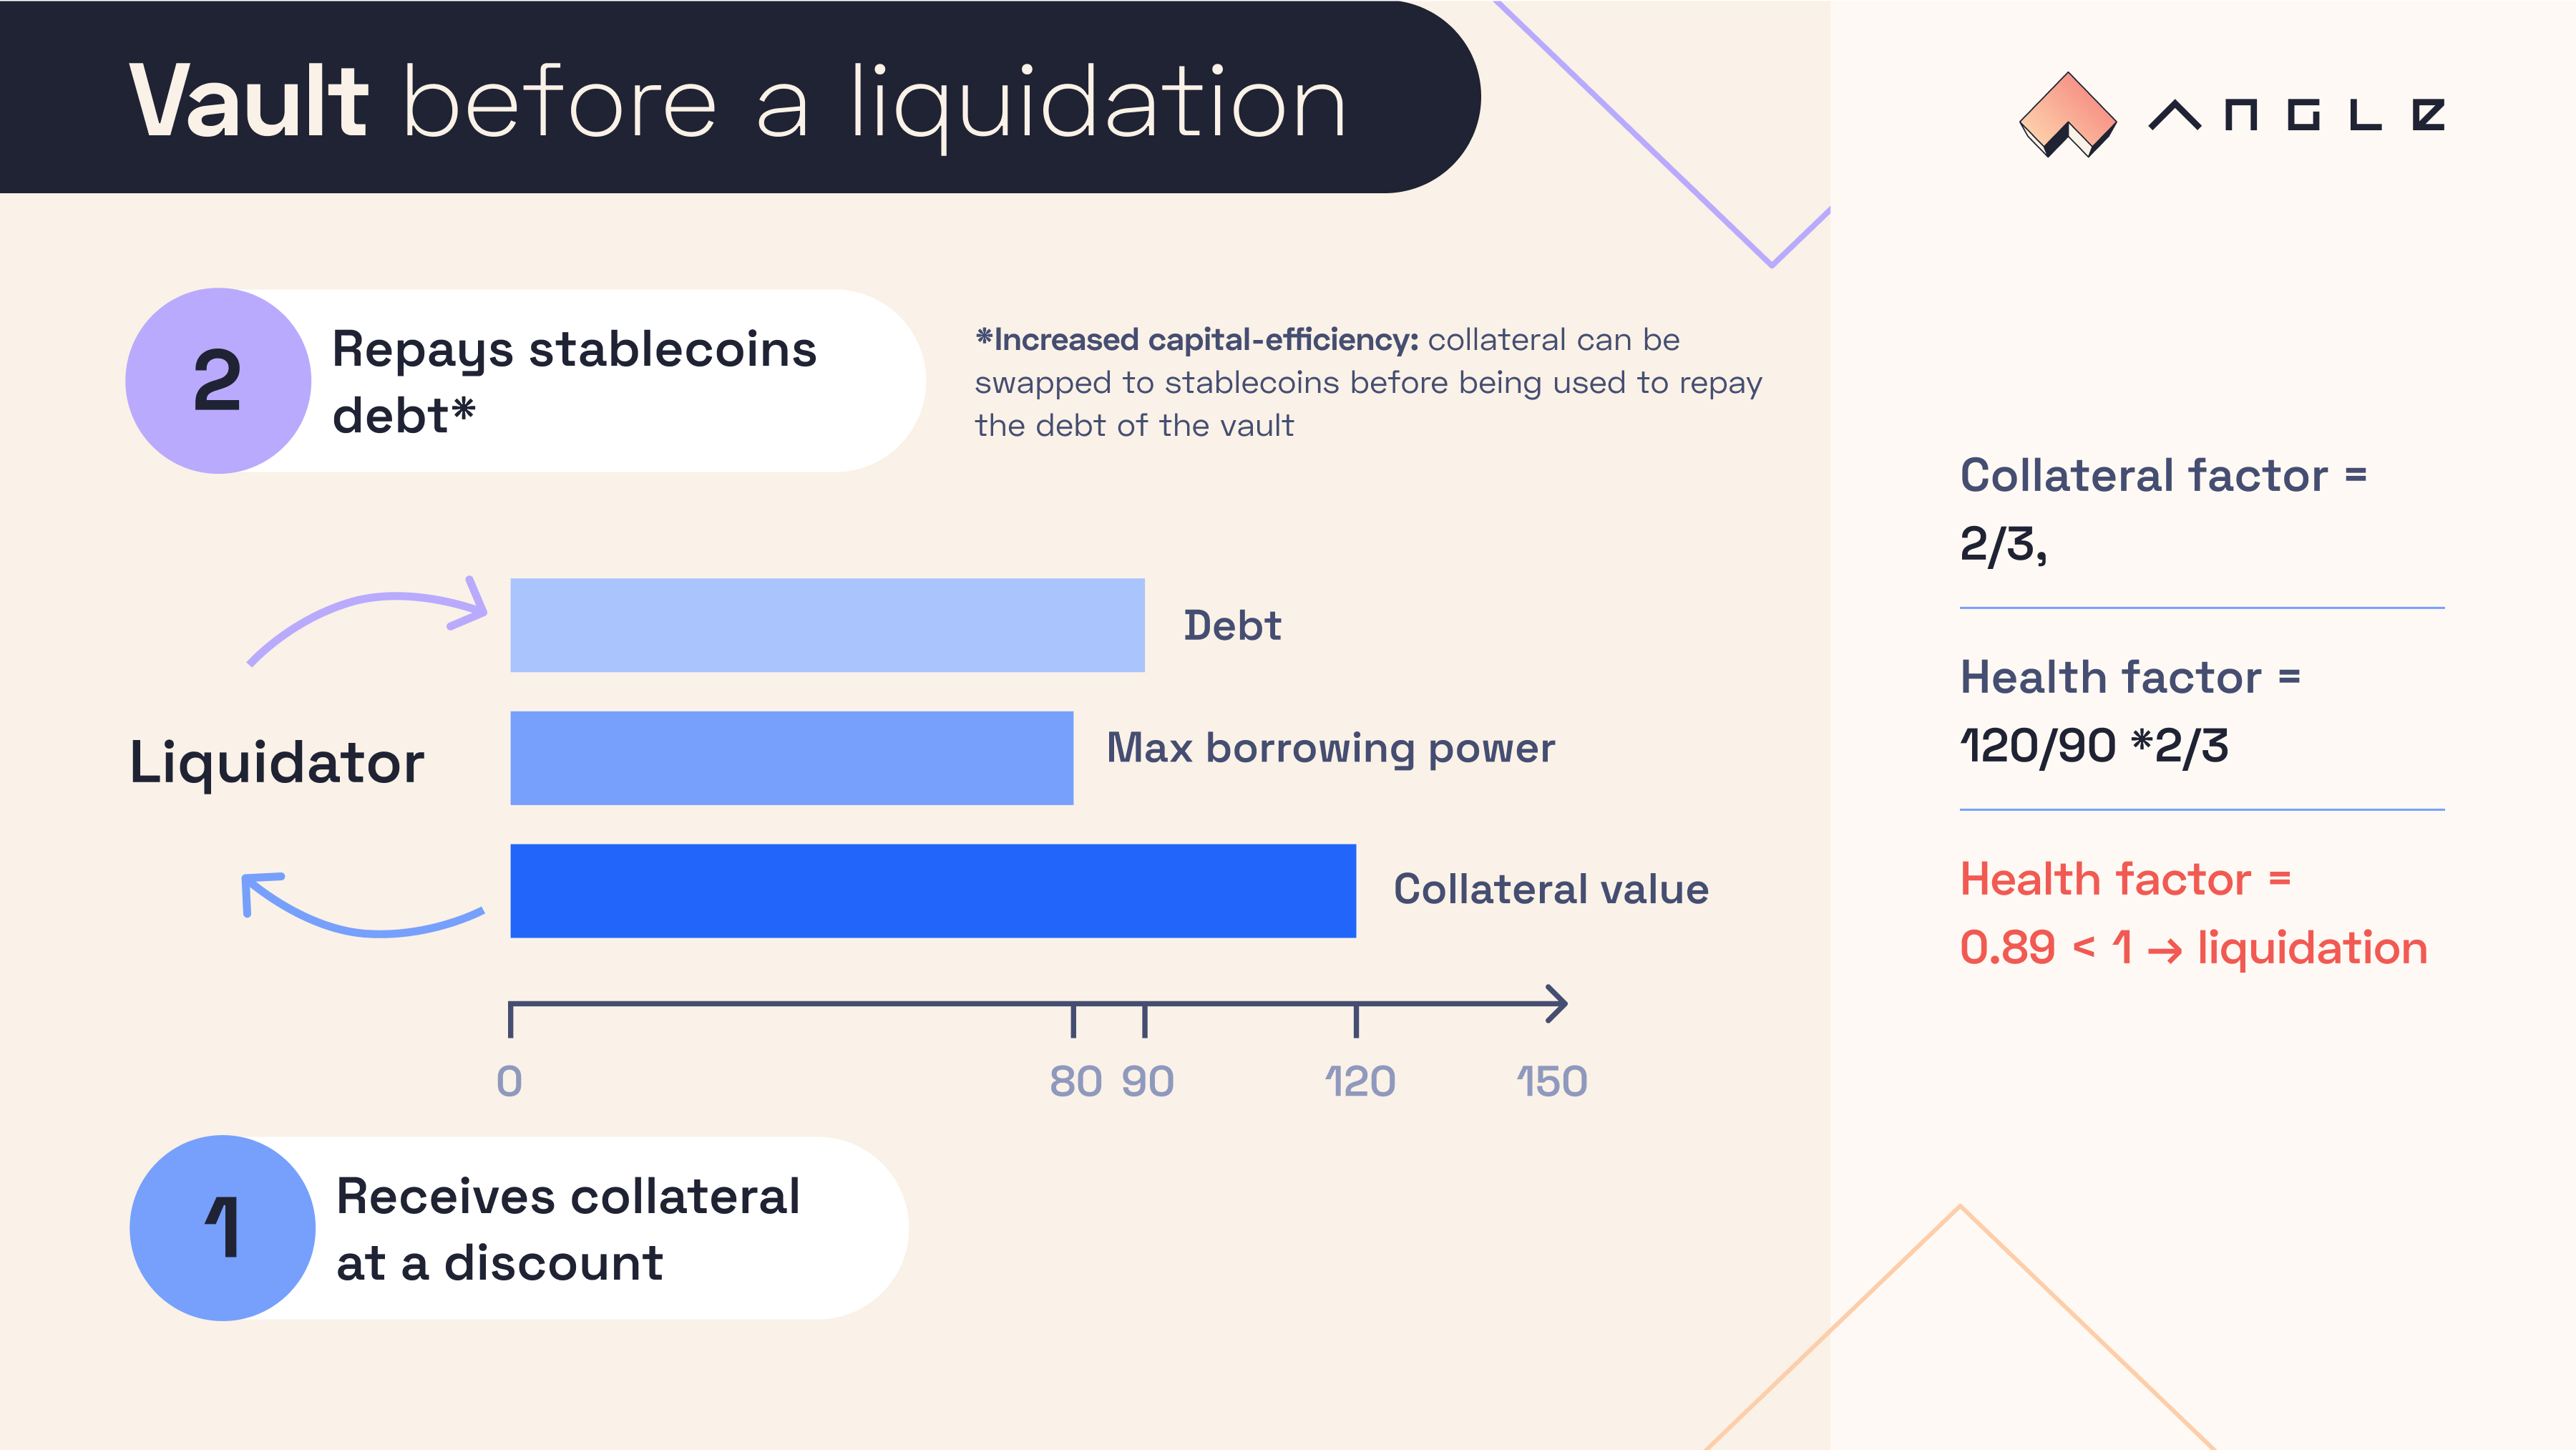 Vault before a liquidation
ANGLE
2
Repays stablecoins
debt*
*Increased capital-efficiency: collateral can be
swapped to stablecoins before being used to repay
the debt of the vault
Liquidator
Debt
Max borrowing power
Collateral value
0 80 90 120 150
1
Receives collateral
at a discount
Collateral factor =
2/3,
Health factor =
120/90 *2/3
Health factor =
0.89 < 1 → liquidation